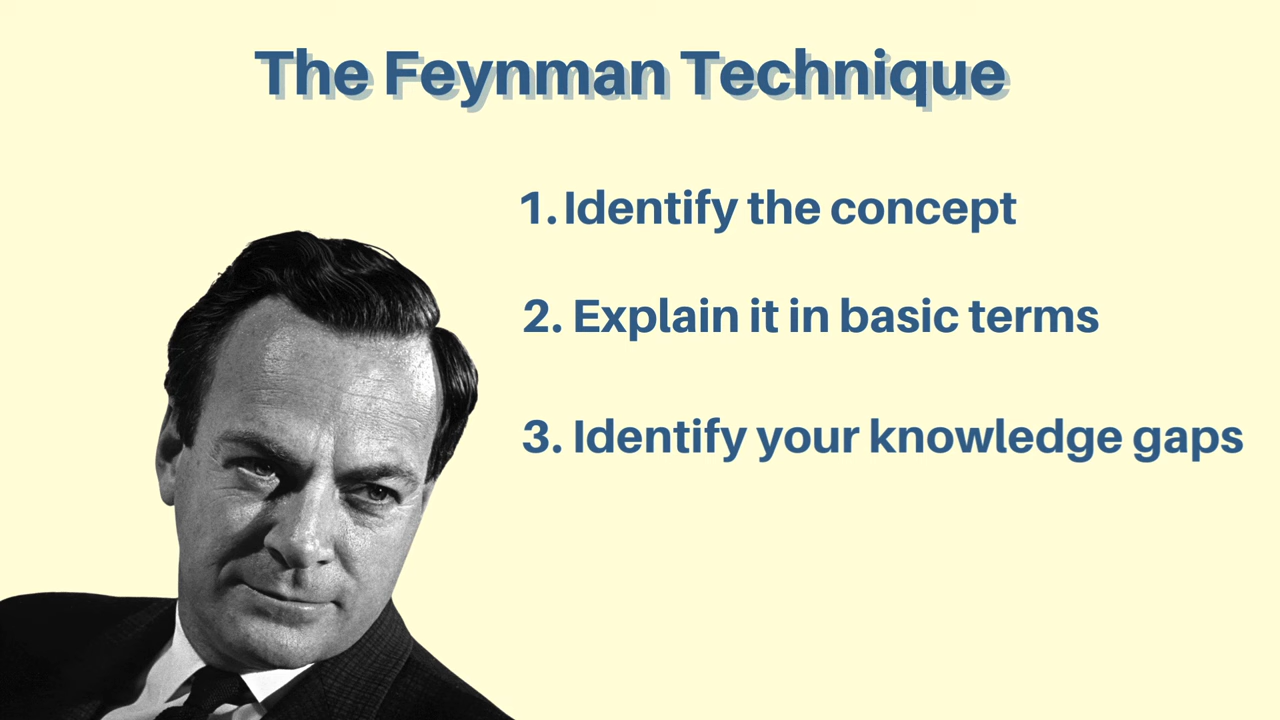 The Feynman Technique
1. Identify the concept
2. Explain it in basic terms
3. Identify your knowledge gaps